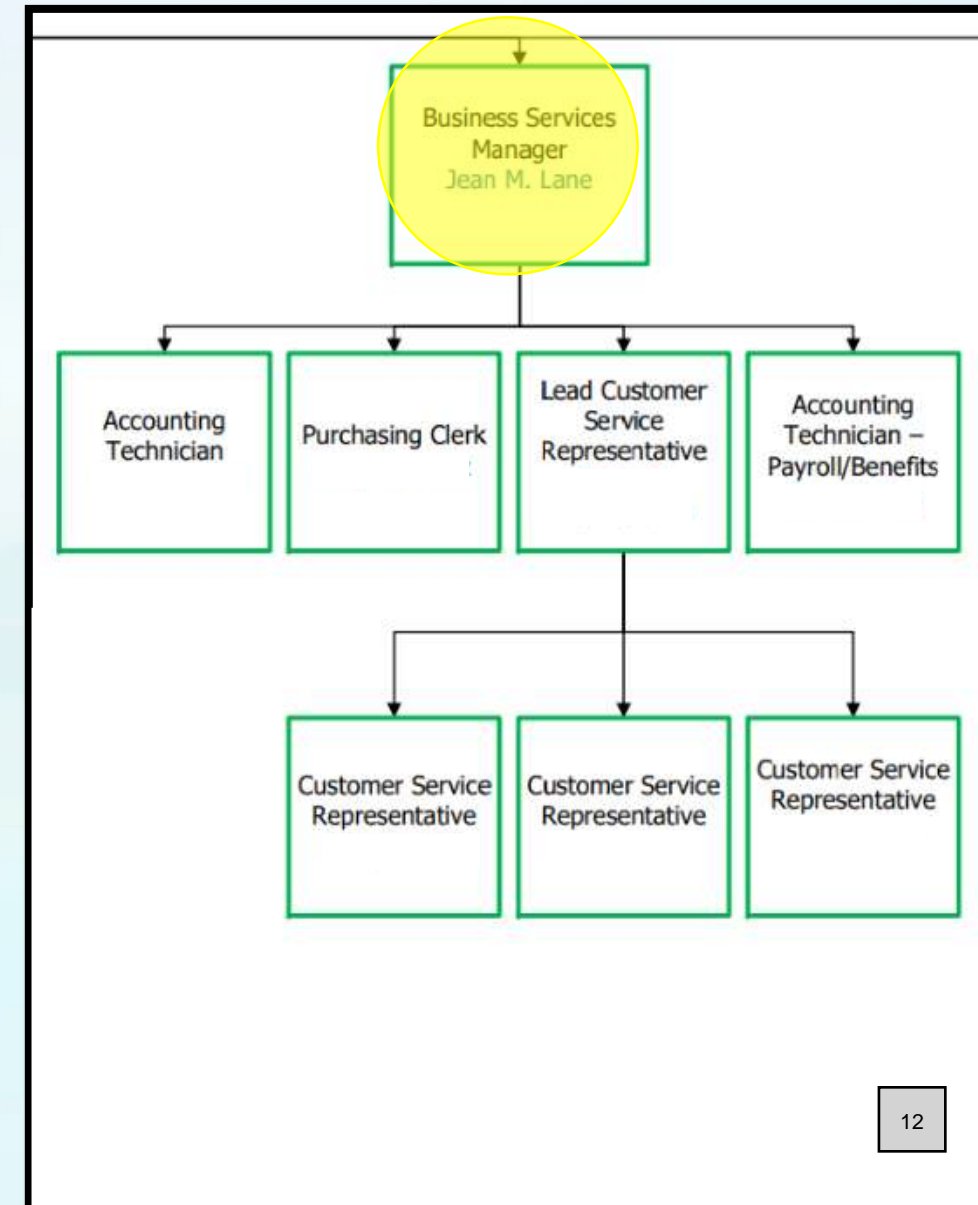 Business Services
Manager
Jean M. Lane
Accounting
Technician
Purchasing Clerk
Lead Customer
Service
Representative
Accounting
Technician –
Payroll/Benefits
Customer Service
Representative
Customer Service
Representative
Customer Service
Representative
12